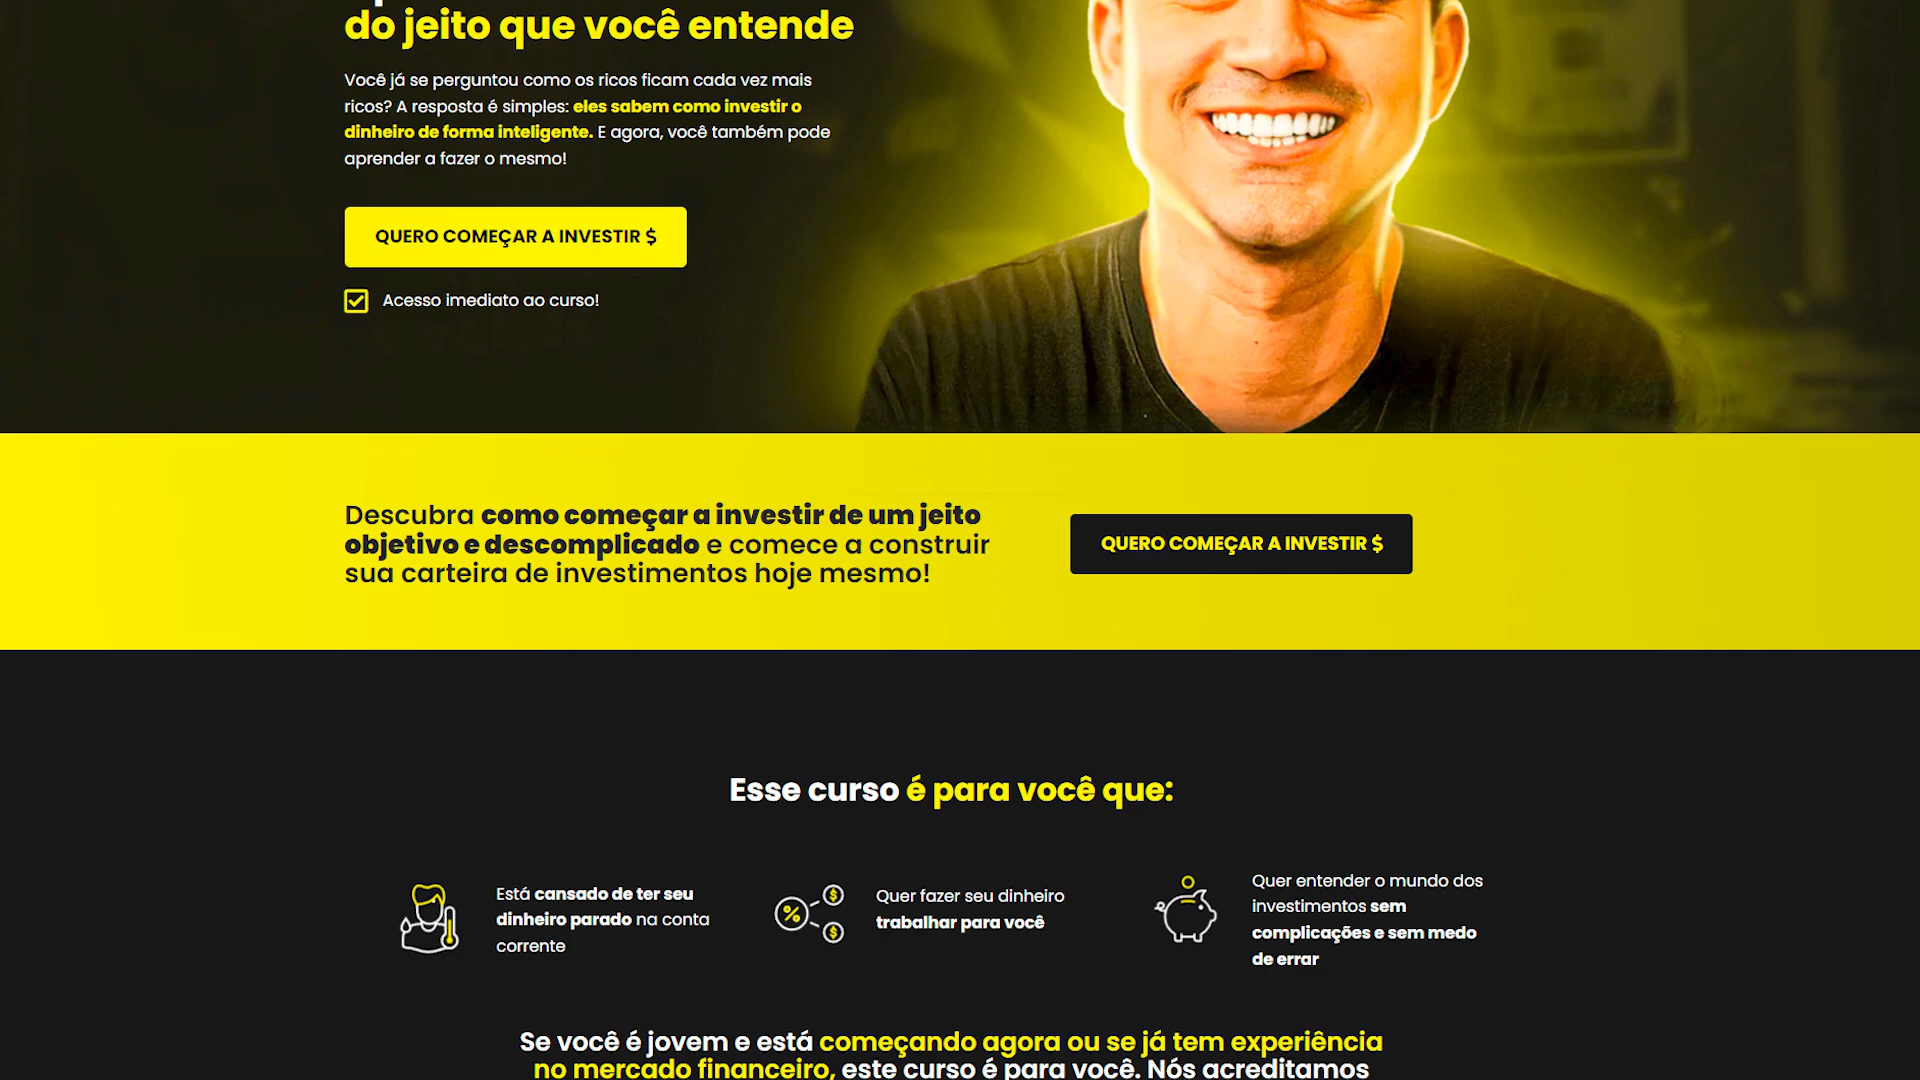 do jeito que você entende
Você já se perguntou como os ricos ficam cada vez mais
ricos? A resposta é simples: eles sabem como investir o
dinheiro de forma inteligente. E agora, você também pode
aprender a fazer o mesmo!
QUERO COMEÇAR A INVESTIR $
Acesso imediato ao curso!
Descubra como começar a investir de um jeito
objetivo e descomplicado e comece a construir
sua carteira de investimentos hoje mesmo!
QUERO COMEÇAR A INVESTIR $
Esse curso é para você que:
Está cansado de ter seu
dinheiro parado na conta
corrente
Quer fazer seu dinheiro
trabalhar para você
Quer entender o mundo dos
investimentos sem
complicações e sem medo
de errar
Se você é jovem e está começando agora ou se já tem experiência
no mercado financeiro, este curso é para você. Nós acreditamos